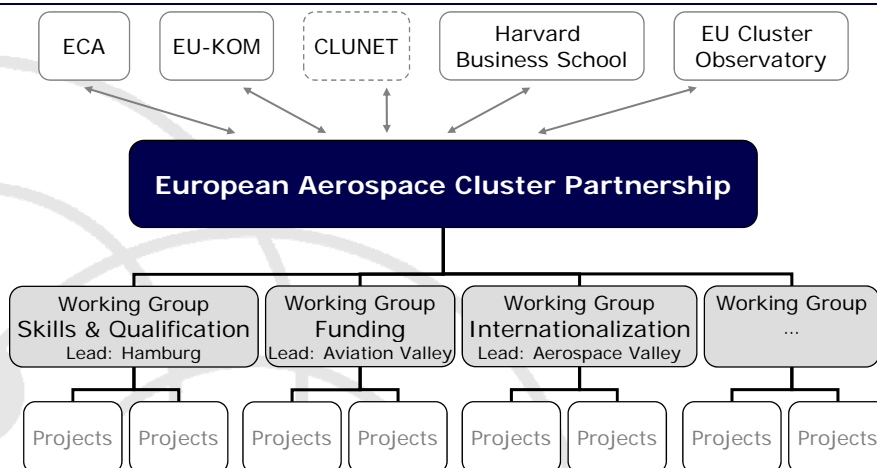 ECA
EU-KOM
CLUNET
Harvard
Business School
EU Cluster
Observatory
European Aerospace Cluster Partnership
Working Group
Skills & Qualification
Lead: Hamburg
Working Group
Funding
Lead: Aviation Valley
Working Group
Internationalization
Lead: Aerospace Valley
Working Group
...
Projects
Projects
Projects
Projects
Projects
Projects
Projects
Projects